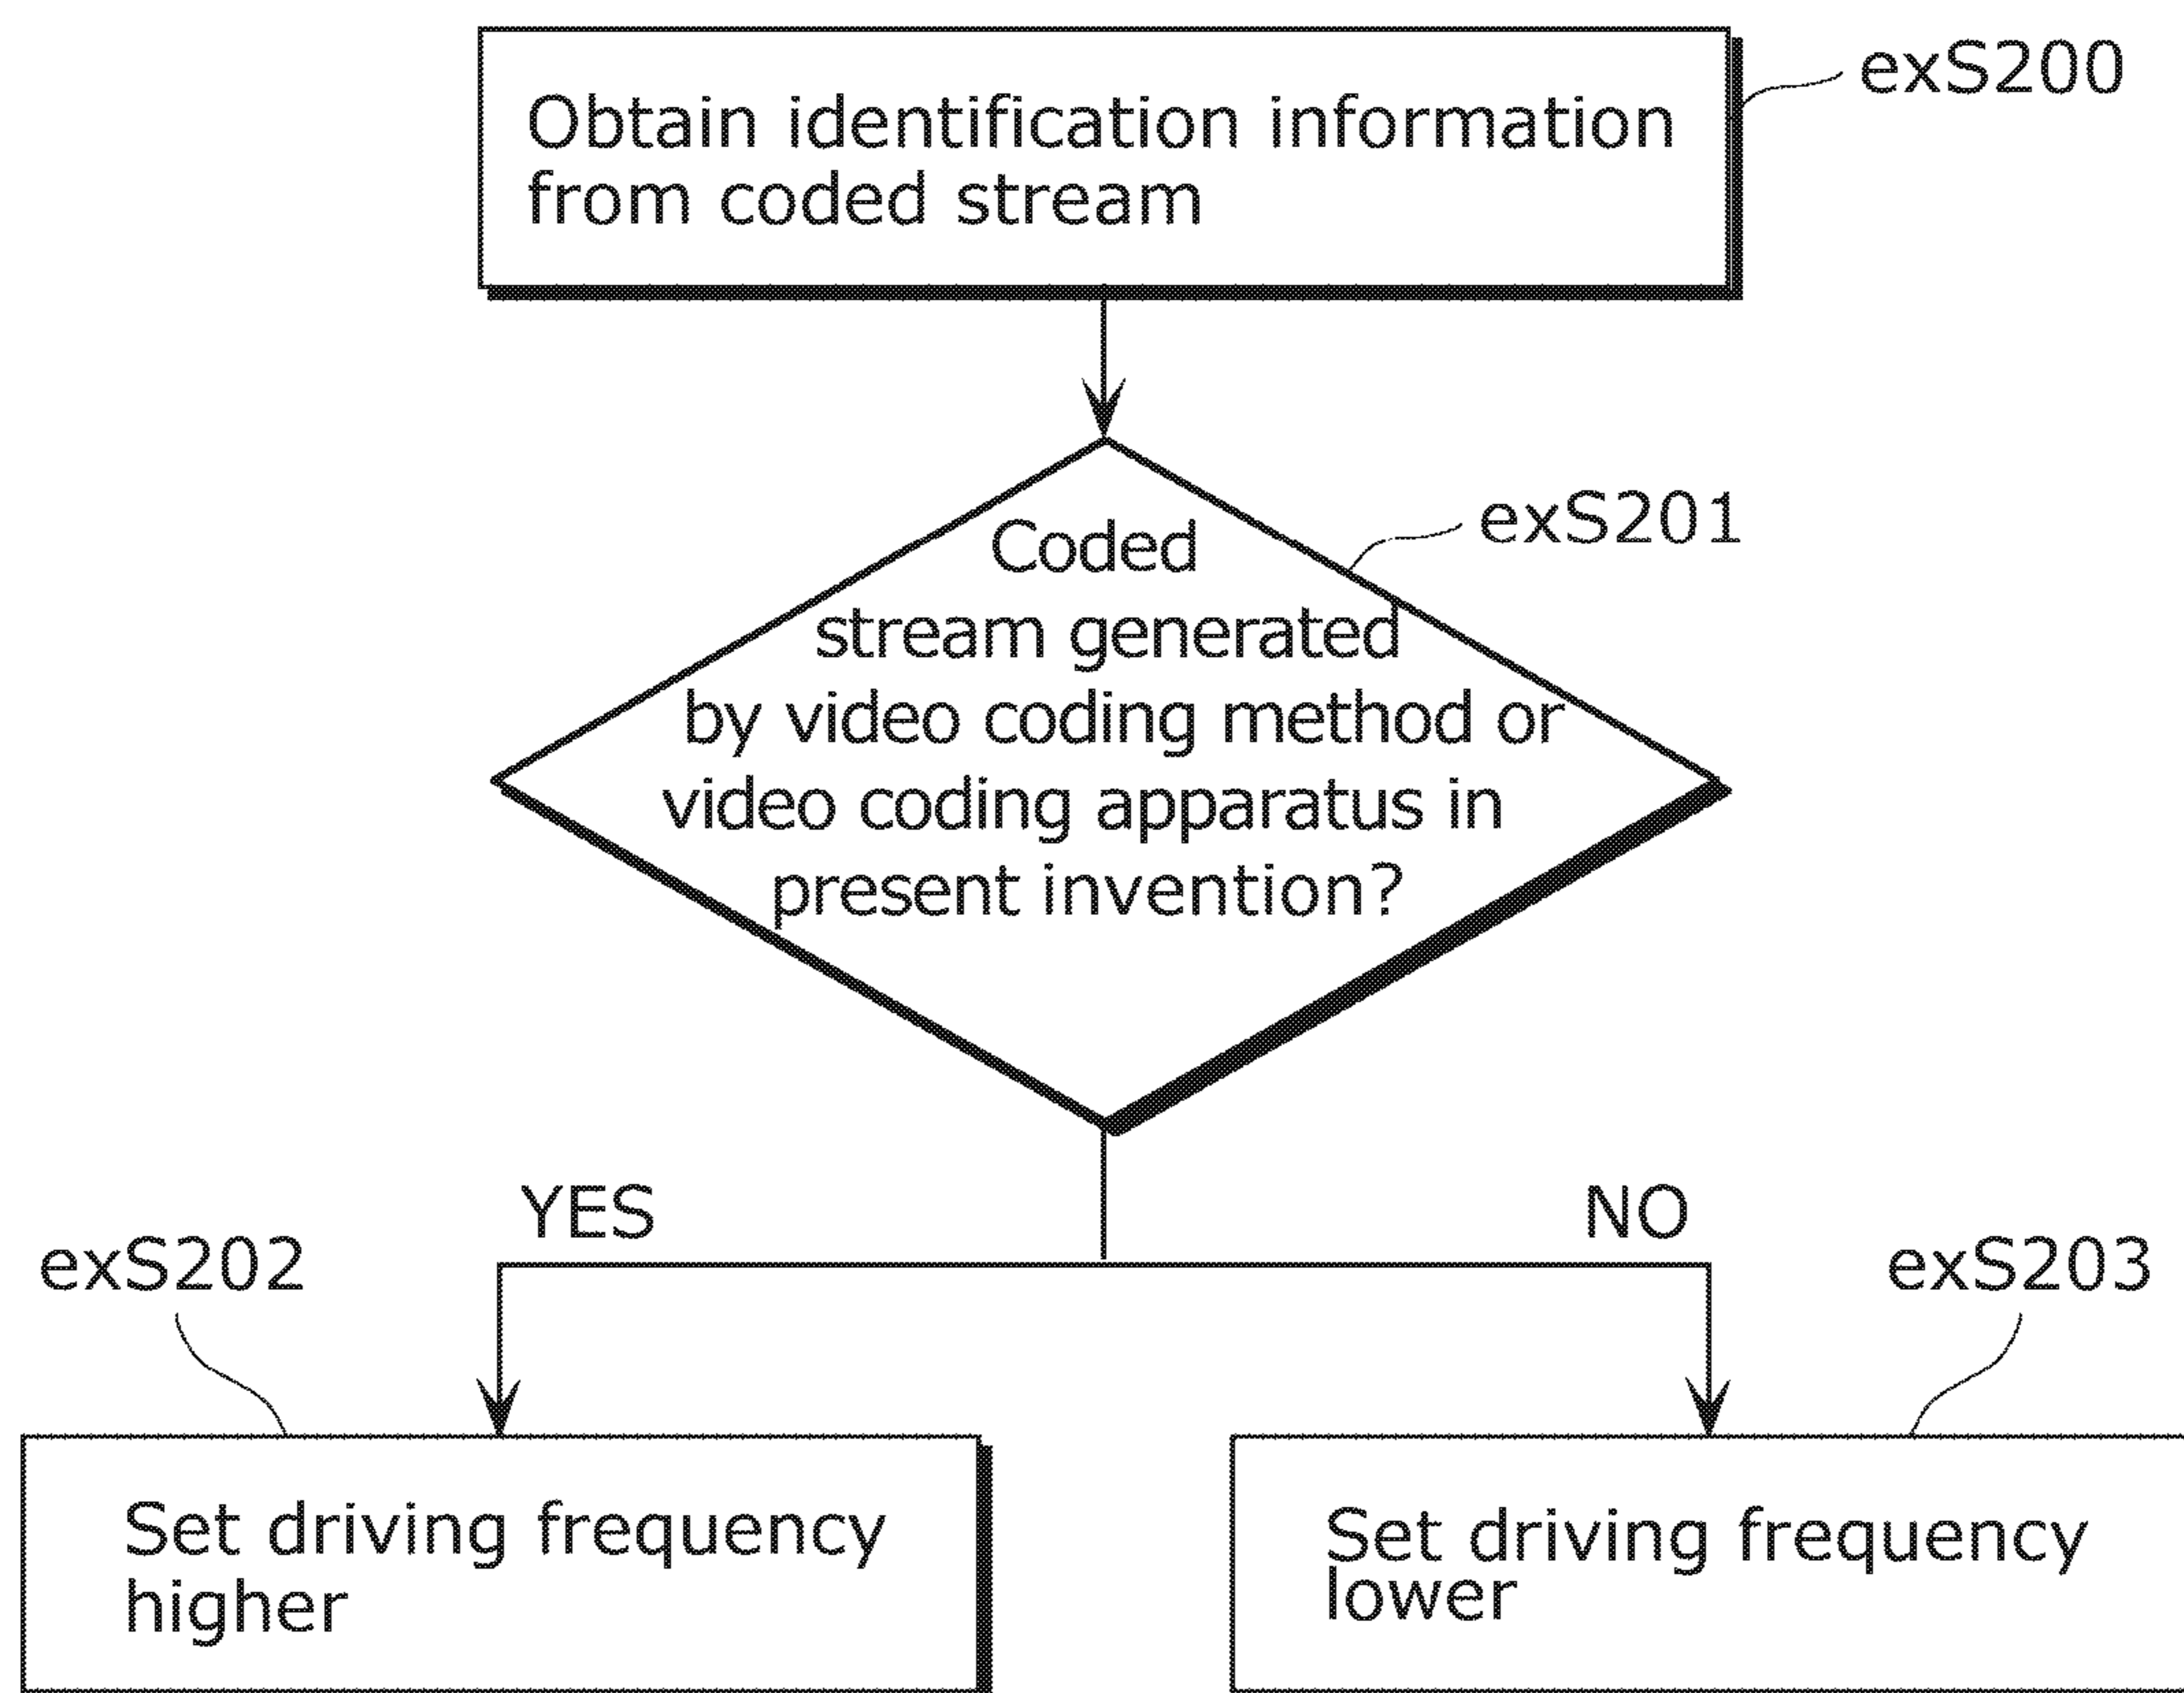 Obtain identification information
from coded stream
exS200
Coded
stream generated
by video coding method or
video coding apparatus in
present invention?
exS201
YES
NO
exS202
exS203
Set driving frequency
higher
Set driving frequency
lower